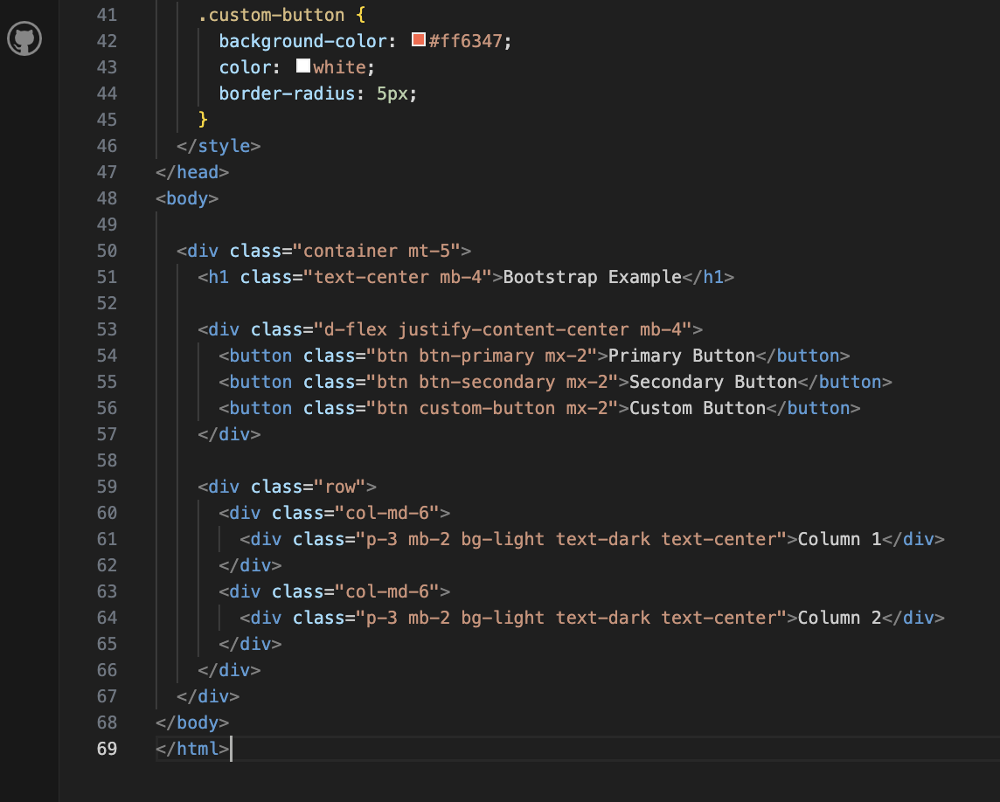 41 .custom-button {
42 background-color: #ff6347;
43 color: white;
44 border-radius: 5px;
45 }
46 </style>
47 </head>
48 <body>
49
50 <div class="container mt-5">
51 <h1 class="text-center mb-4">Bootstrap Example</h1>
52
53 <div class="d-flex justify-content-center mb-4">
54 <button class="btn btn-primary mx-2">Primary Button</button>
55 <button class="btn btn-secondary mx-2">Secondary Button</button>
56 <button class="btn custom-button mx-2">Custom Button</button>
57 </div>
58
59 <div class="row">
60 <div class="col-md-6">
61 <div class="p-3 mb-2 bg-light text-dark text-center">Column 1</div>
62 </div>
63 <div class="col-md-6">
64 <div class="p-3 mb-2 bg-light text-dark text-center">Column 2</div>
65 </div>
66 </div>
67 </div>
68 </body>
69 </html>